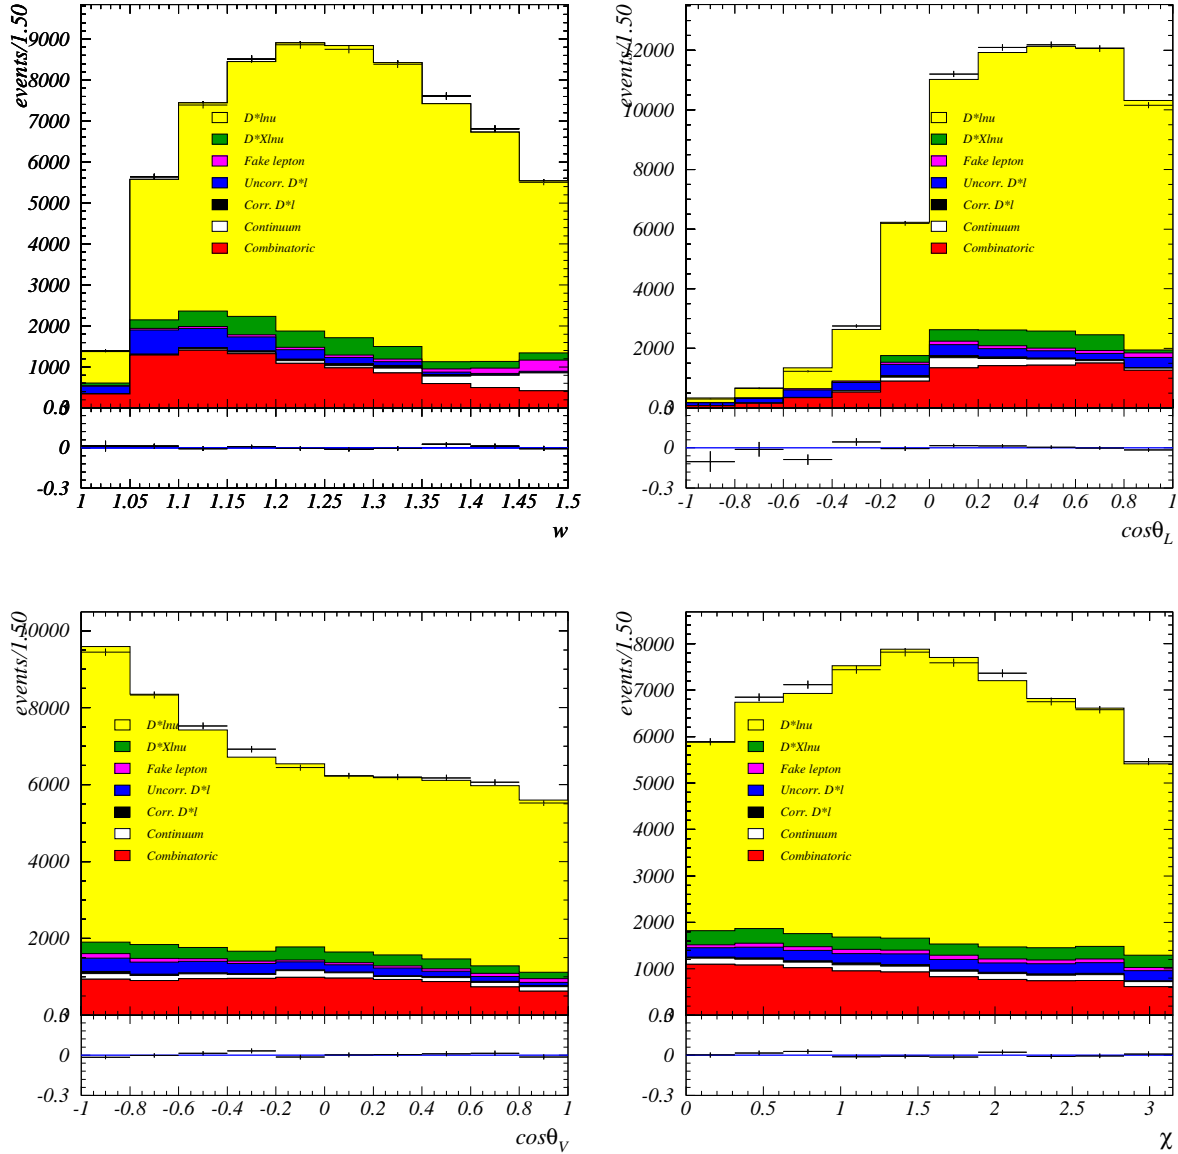 events/1.50
9000
8000
7000
6000
5000
4000
3000
2000
1000
D*lnu
D*Xlnu
Fake lepton
Uncorr. D*l
Corr. D*l
Continuum
Combinatoric
0
-0.3
1 1.05 1.1 1.15 1.2 1.25 1.3 1.35 1.4 1.45 1.5
w
events/1.50
12000
10000
8000
6000
4000
2000
D*lnu
D*Xlnu
Fake lepton
Uncorr. D*l
Corr. D*l
Continuum
Combinatoric
0
-0.3
-1 -0.8 -0.6 -0.4 -0.2 0 0.2 0.4 0.6 0.8 1
cosθL
events/1.50
10000
8000
6000
4000
2000
D*lnu
D*Xlnu
Fake lepton
Uncorr. D*l
Corr. D*l
Continuum
Combinatoric
0
-0.3
-1 -0.8 -0.6 -0.4 -0.2 0 0.2 0.4 0.6 0.8 1
cosθV
events/1.50
8000
7000
6000
5000
4000
3000
2000
1000
D*lnu
D*Xlnu
Fake lepton
Uncorr. D*l
Corr. D*l
Continuum
Combinatoric
0
-0.3
0 0.5 1 1.5 2 2.5 3
χ